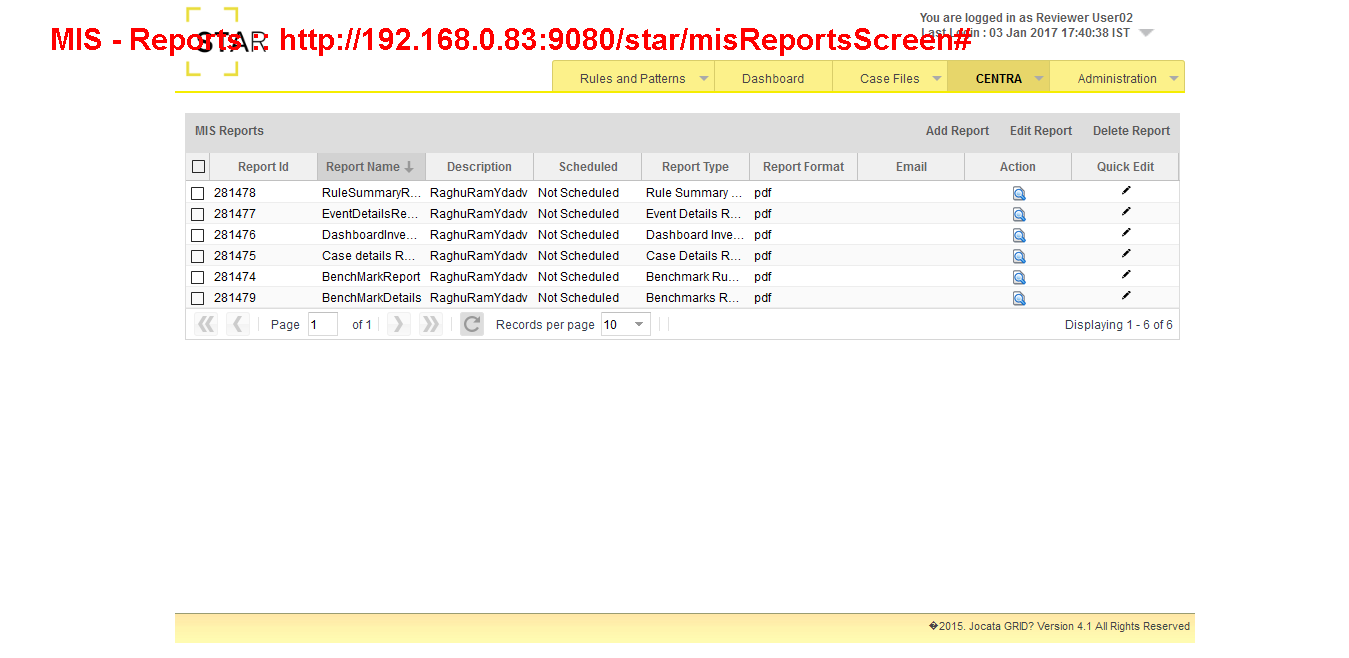 You are logged in as Reviewer User02
MIS - Reports :: http://192.168.0.83:9080/star/misReportsScreen#
STAR
Last Login : 03 Jan 2017 17:40:38 IST
Rules and Patterns Dashboard Case Files CENTRA Administration
MIS Reports Add Report Edit Report Delete Report
Report Id Report Name Description Scheduled Report Type Report Format Email Action Quick Edit
281478 RuleSummaryR... RaghuRamYdadv Not Scheduled Rule Summary ... pdf
281477 EventDetailsRe... RaghuRamYdadv Not Scheduled Event Details R... pdf
281476 DashboardInve... RaghuRamYdadv Not Scheduled Dashboard Inve... pdf
281475 Case details R... RaghuRamYdadv Not Scheduled Case Details R... pdf
281474 BenchMarkReport RaghuRamYdadv Not Scheduled Benchmark Ru... pdf
281479 BenchMarkDetails RaghuRamYdadv Not Scheduled Benchmarks R... pdf
Page 1 of 1 Records per page 10 Displaying 1 - 6 of 6
�2015. Jocata GRID? Version 4.1 All Rights Reserved